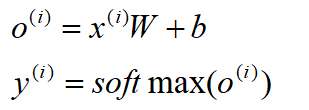 o^{(i)} = x^{(i)}W + b
y^{(i)} = soft max(o^{(i)})